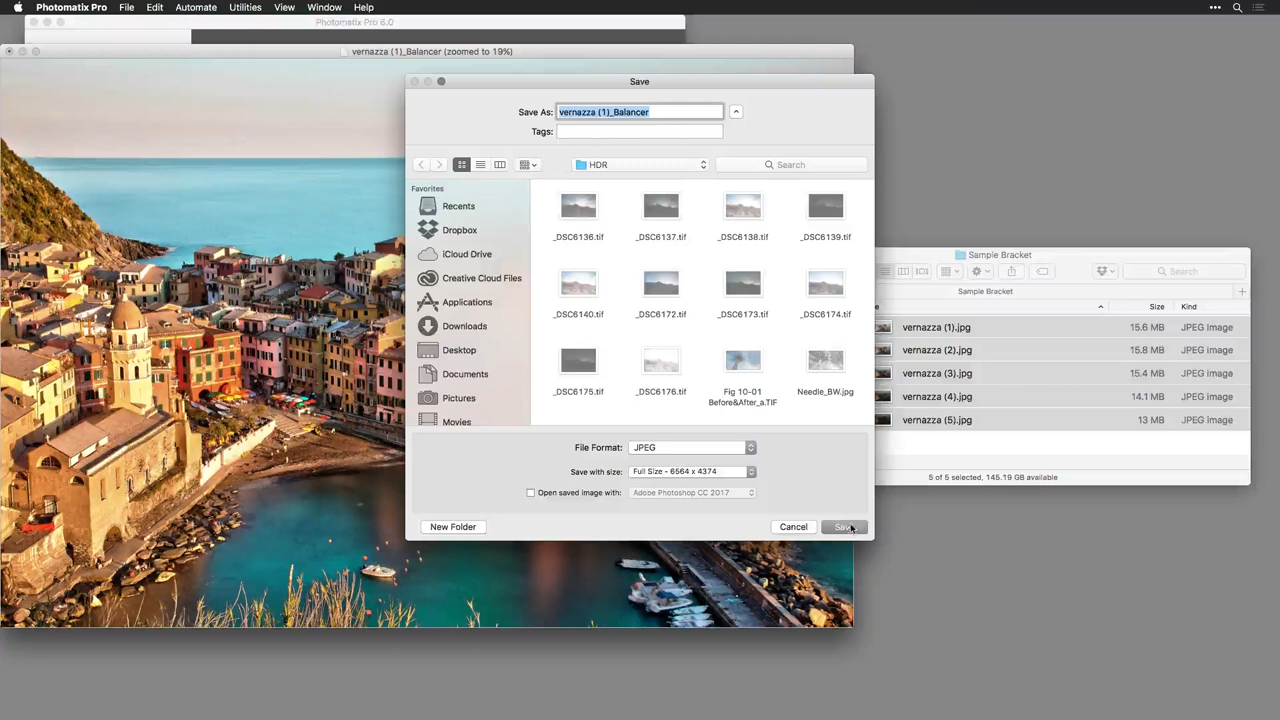 Photomatix Pro File Edit Automate Utilities View Window Help
Photomatix Pro 6.0
vernazza (1)_Balancer (zoomed to 19%)
Save
Save As: vernazza (1)_Balancer
Tags:
HDR
Search
Favorites
Recents
Dropbox
iCloud Drive
Creative Cloud Files
Applications
Downloads
Desktop
Documents
Pictures
Movies
_DSC6136.tif _DSC6137.tif _DSC6138.tif _DSC6139.tif
_DSC6140.tif _DSC6172.tif _DSC6173.tif _DSC6174.tif
_DSC6175.tif _DSC6176.tif Fig 10-01 Before&After_a.TIF Needle_BW.jpg
File Format: JPEG
Save with size: Full Size - 6564 x 4374
Open saved image with: Adobe Photoshop CC 2017
New Folder Cancel Save
Sample Bracket
Search
Sample Bracket
Size Kind
vernazza (1).jpg 15.6 MB JPEG image
vernazza (2).jpg 15.8 MB JPEG image
vernazza (3).jpg 15.4 MB JPEG image
vernazza (4).jpg 14.1 MB JPEG image
vernazza (5).jpg 13 MB JPEG image
5 of 5 selected, 145.19 GB available